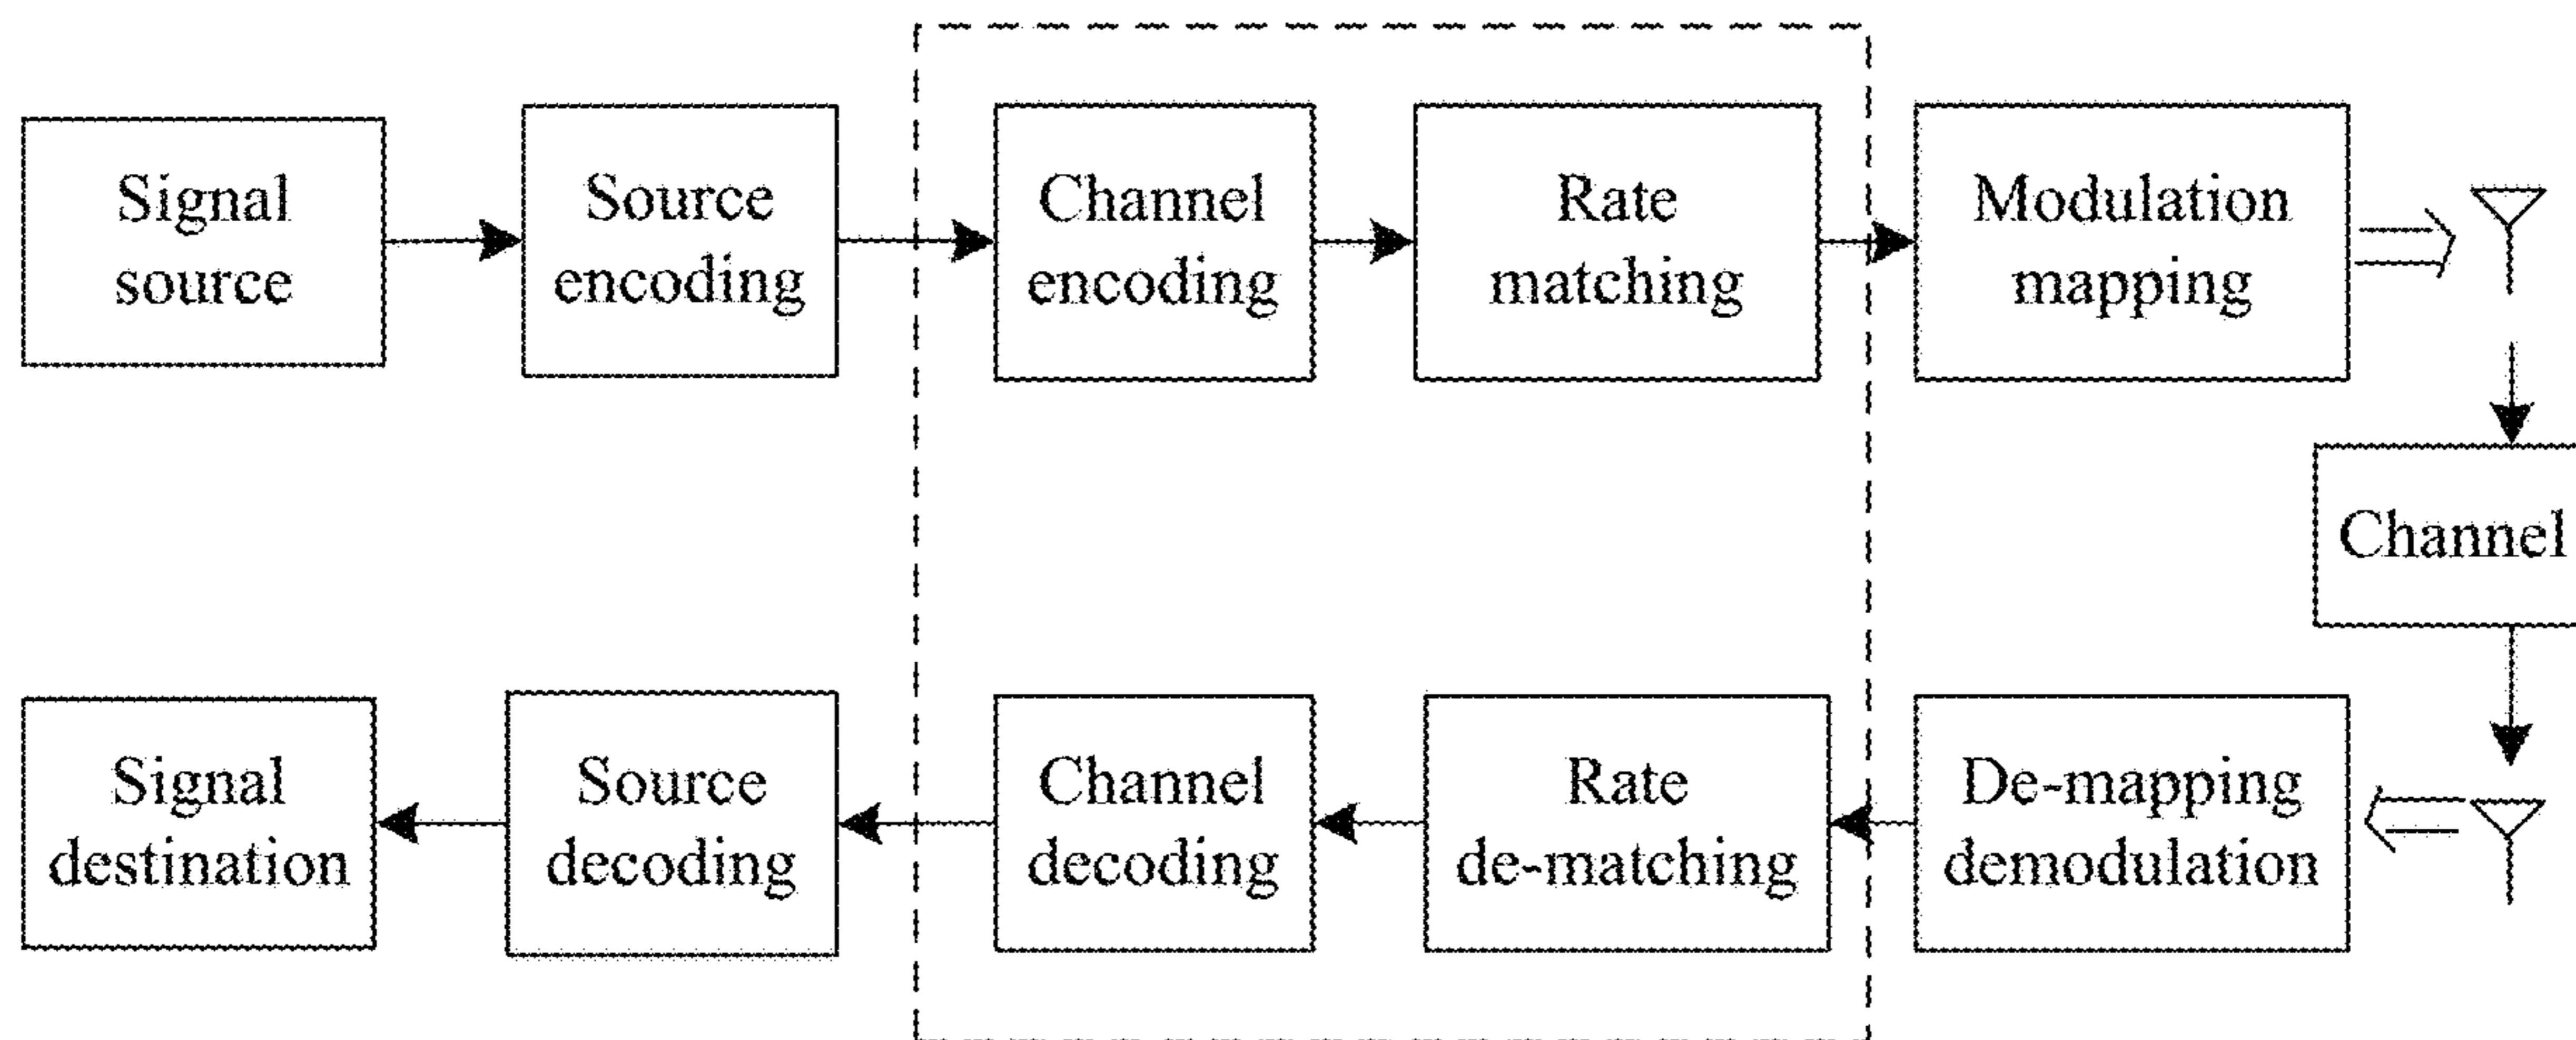 Signal
source
Source
encoding
Channel
encoding
Rate
matching
Modulation
mapping
Channel
Signal
destination
Source
decoding
Channel
decoding
Rate
de-matching
De-mapping
demodulation